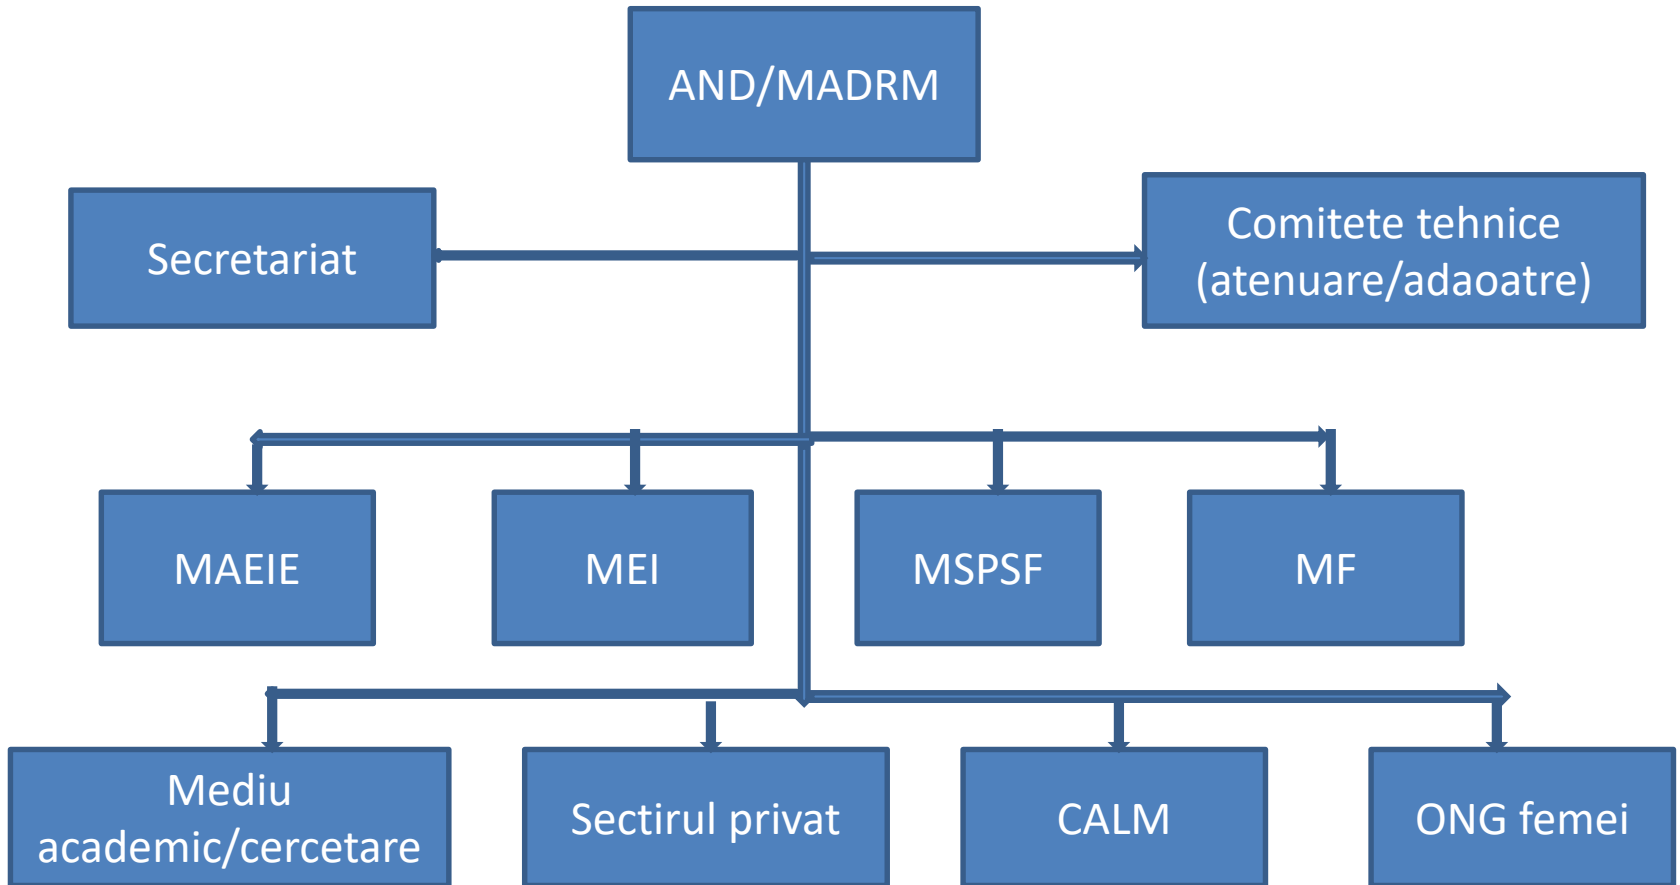 AND/MADRM
Secretariat
Comitete tehnice
(atenuare/adaoatre)
MAEIE
MEI
MSPSF
MF
Mediu
academic/cercetare
Sectirul privat
CALM
ONG femei